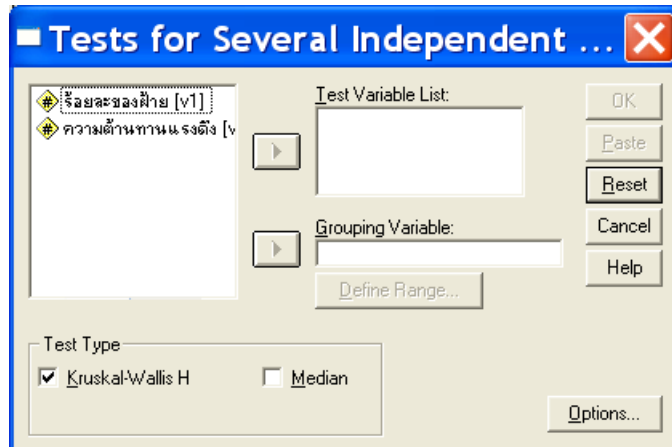 Tests for Several Independent ...
ร้อยละของฝ้าย [v1]
ความต้านทานแรงดึง [v
Test Variable List:
Grouping Variable:
Define Range...
OK
Paste
Reset
Cancel
Help
Test Type
Kruskal-Wallis H
Median
Options...